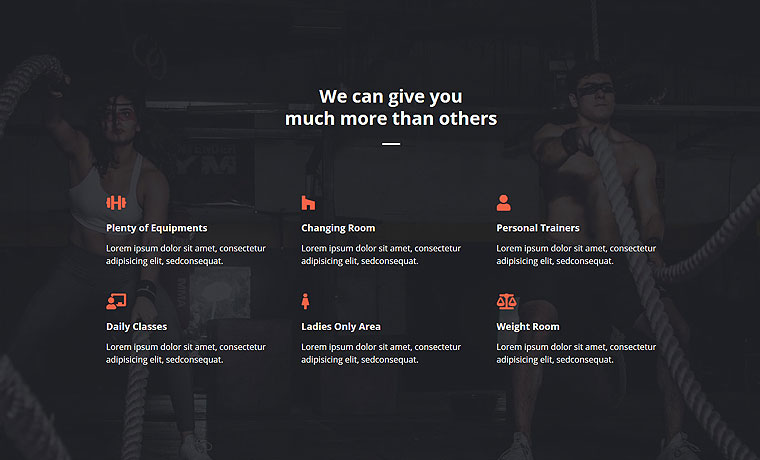 We can give you
much more than others
Plenty of Equipments
Lorem ipsum dolor sit amet, consectetur
adipisicing elit, sedconsequat.
Changing Room
Lorem ipsum dolor sit amet, consectetur
adipisicing elit, sedconsequat.
Personal Trainers
Lorem ipsum dolor sit amet, consectetur
adipisicing elit, sedconsequat.
Daily Classes
Lorem ipsum dolor sit amet, consectetur
adipisicing elit, sedconsequat.
Ladies Only Area
Lorem ipsum dolor sit amet, consectetur
adipisicing elit, sedconsequat.
Weight Room
Lorem ipsum dolor sit amet, consectetur
adipisicing elit, sedconsequat.